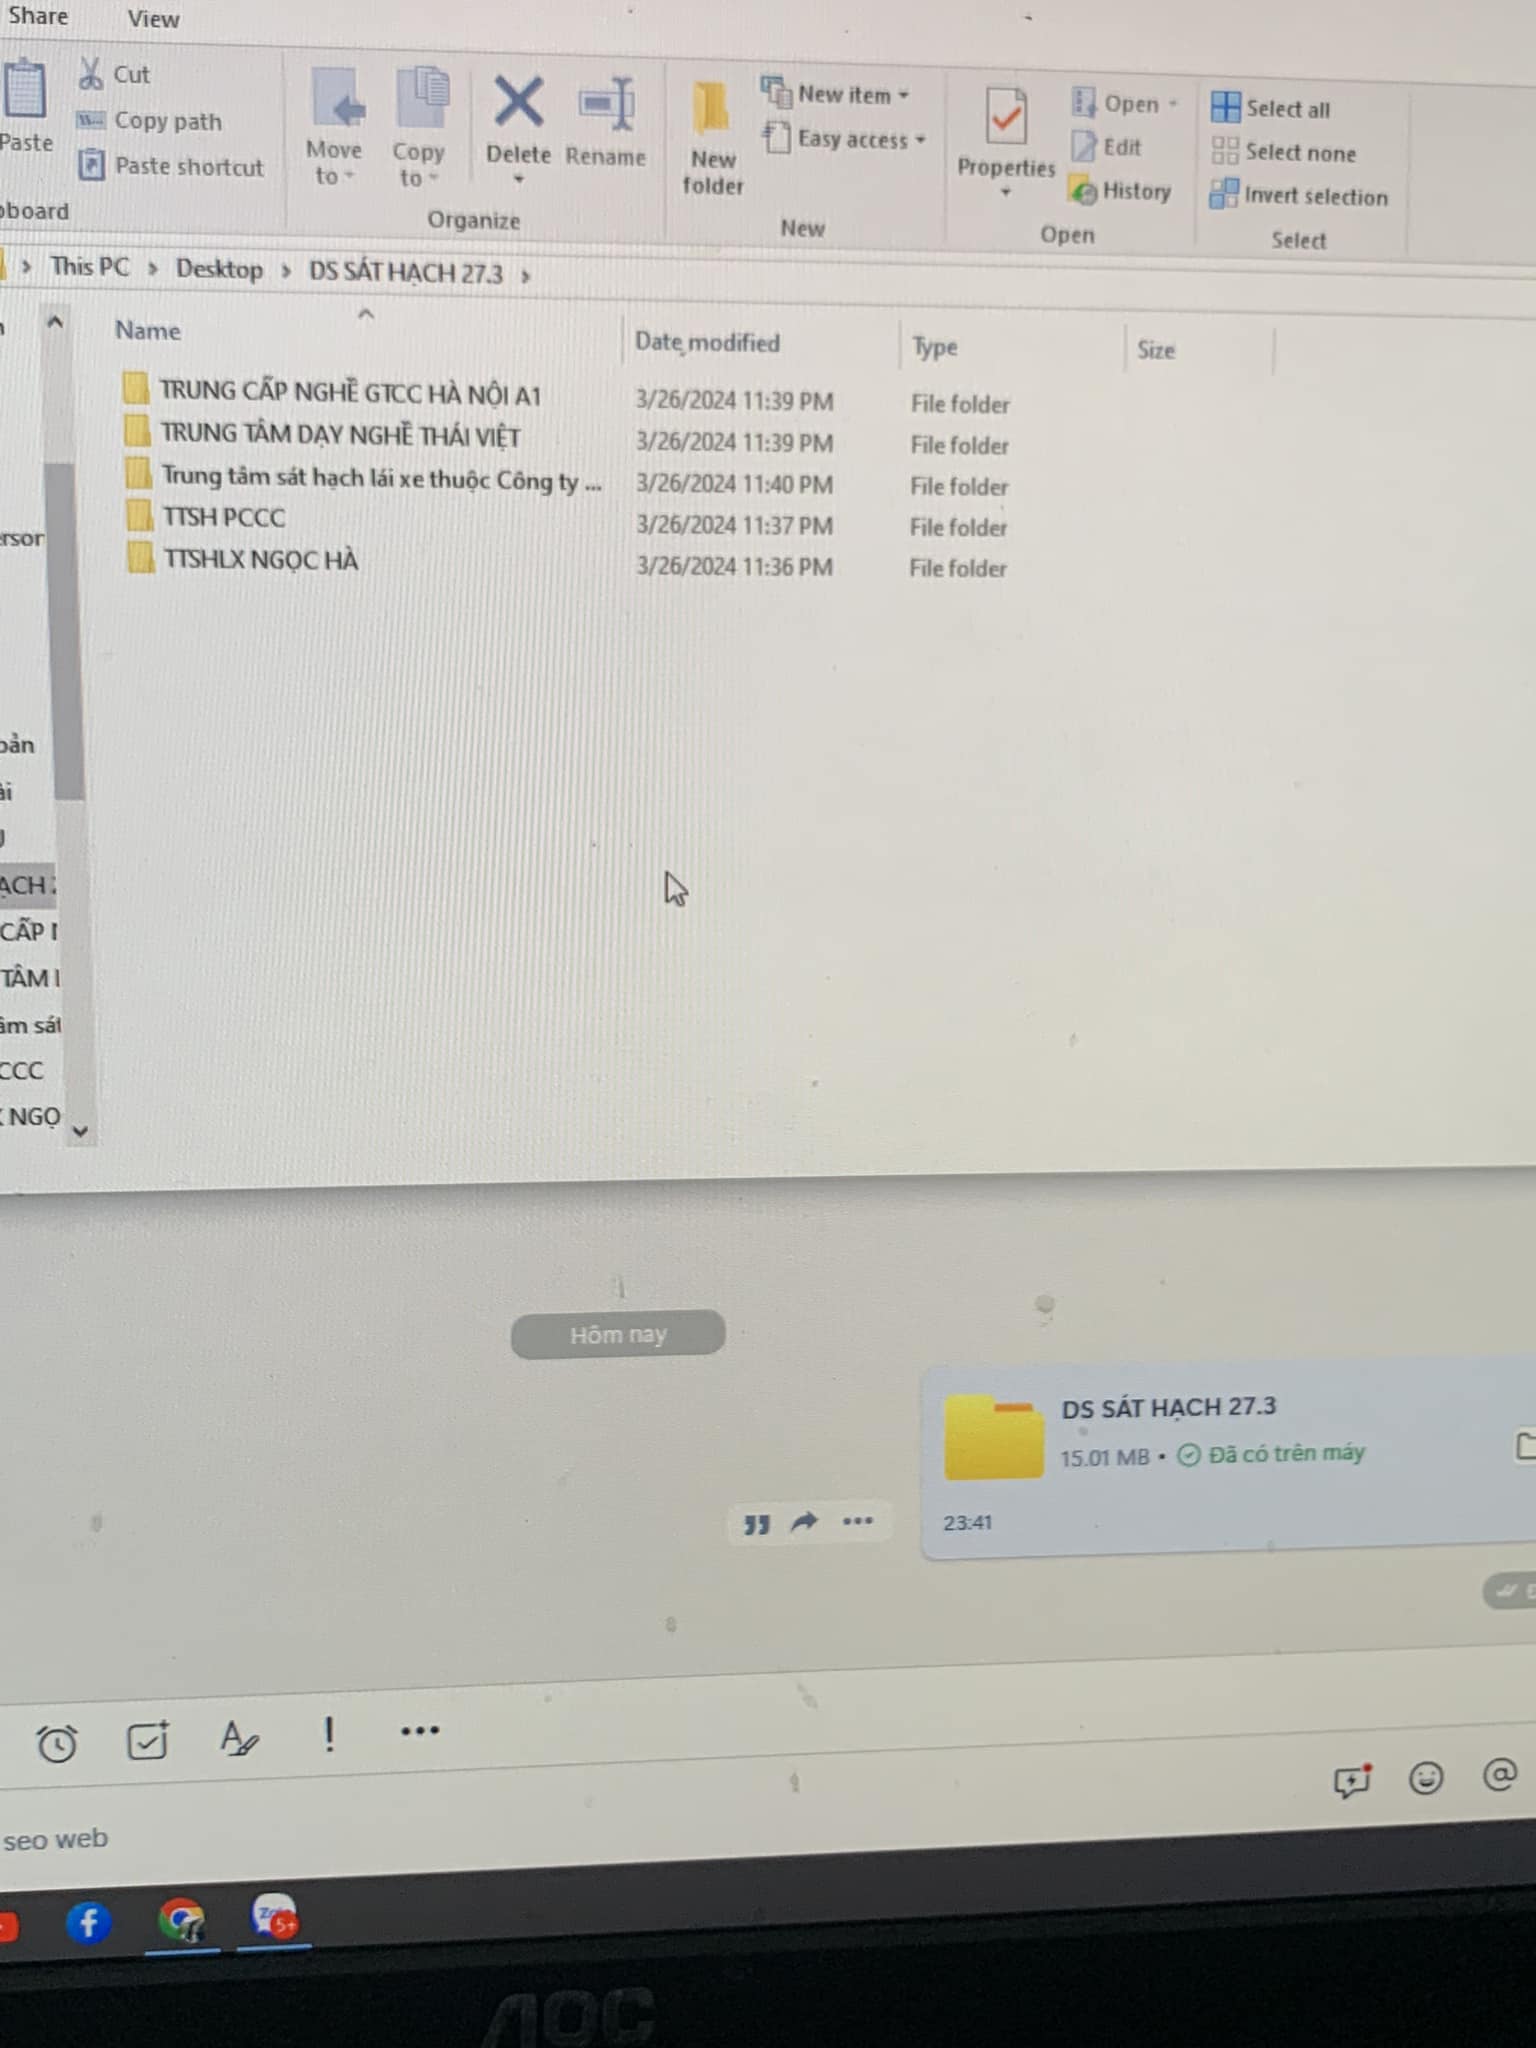 Share View
Cut
Copy path
Paste
Paste shortcut
Move to
Copy to
Delete
Rename
Organize
New folder
New item
Easy access
New
Properties
Open
Edit
History
Open
Select all
Select none
Invert selection
Select
This PC > Desktop > DS SÁT HẠCH 27.3 >
Name Date modified Type Size
TRUNG CẤP NGHỀ GTCC HÀ NỘI A1 3/26/2024 11:39 PM File folder
TRUNG TÂM DẠY NGHỀ THÁI VIỆT 3/26/2024 11:39 PM File folder
Trung tâm sát hạch lái xe thuộc Công ty ... 3/26/2024 11:40 PM File folder
TTSH PCCC 3/26/2024 11:37 PM File folder
TTSHLX NGỌC HÀ 3/26/2024 11:36 PM File folder
CẤP
TÂM
sát
NGỌ
Hôm nay
DS SÁT HẠCH 27.3
15.01 MB • Đã có trên máy
23:41
seo web
Zalo
5+
AOC